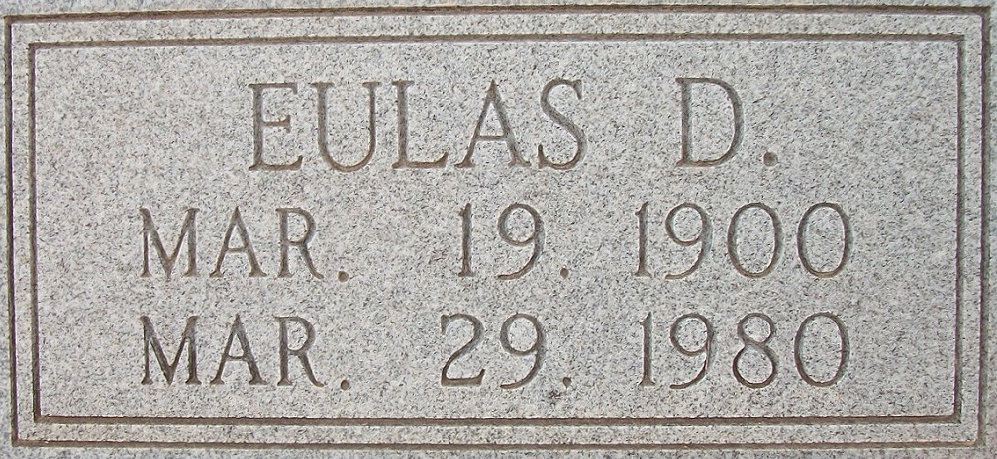 EULAS D.
MAR. 19. 1900
MAR. 29. 1980